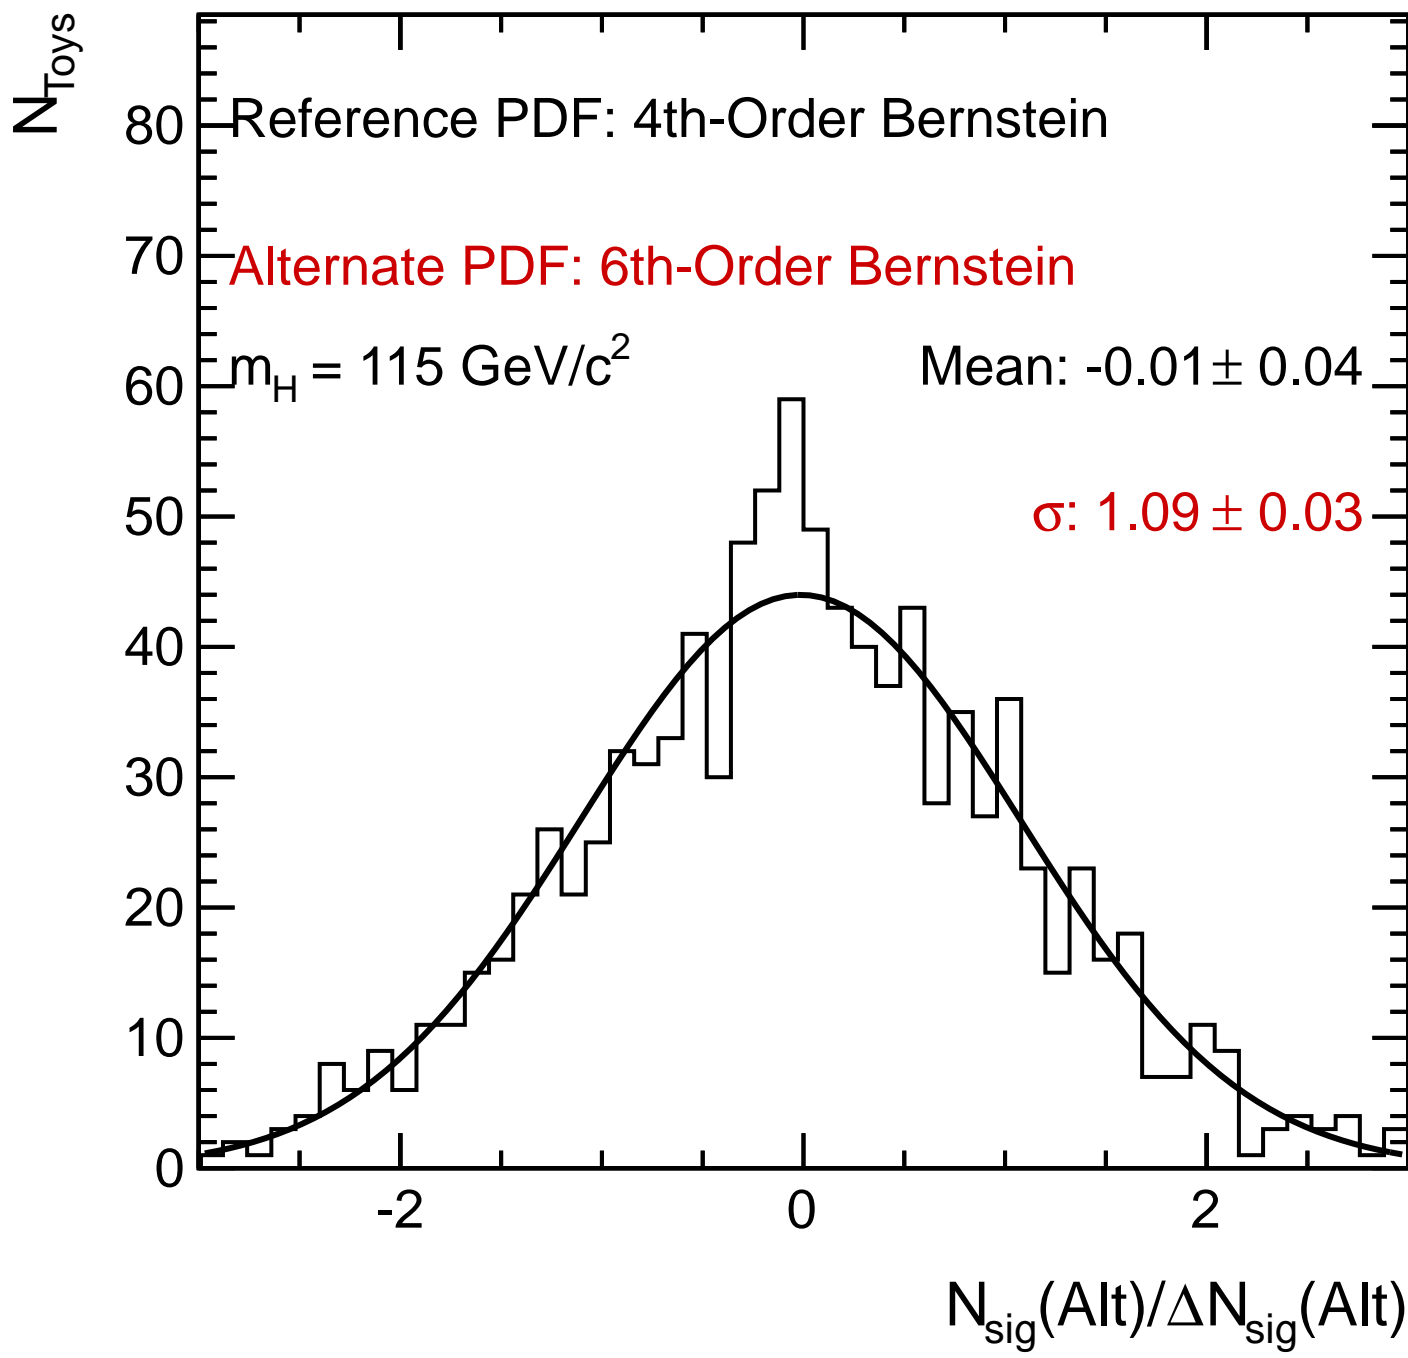 N_Toys
80
Reference PDF: 4th-Order Bernstein
70
Alternate PDF: 6th-Order Bernstein
60
m_H = 115 GeV/c²
Mean: -0.01 ± 0.04
50
σ: 1.09 ± 0.03
40
30
20
10
0
-2 0 2
N_sig(Alt)/ΔN_sig(Alt)